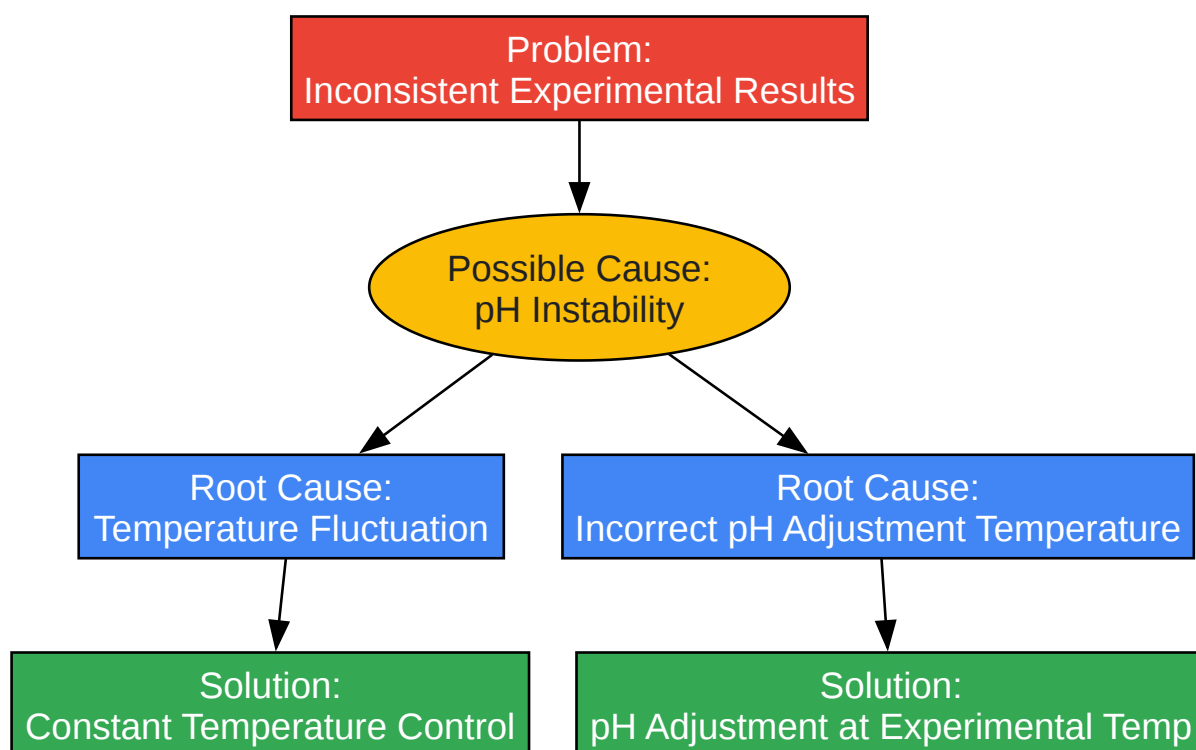 Problem:
Inconsistent Experimental Results
Possible Cause:
pH Instability
Root Cause:
Temperature Fluctuation
Root Cause:
Incorrect pH Adjustment Temperature
Solution:
Constant Temperature Control
Solution:
pH Adjustment at Experimental Temp